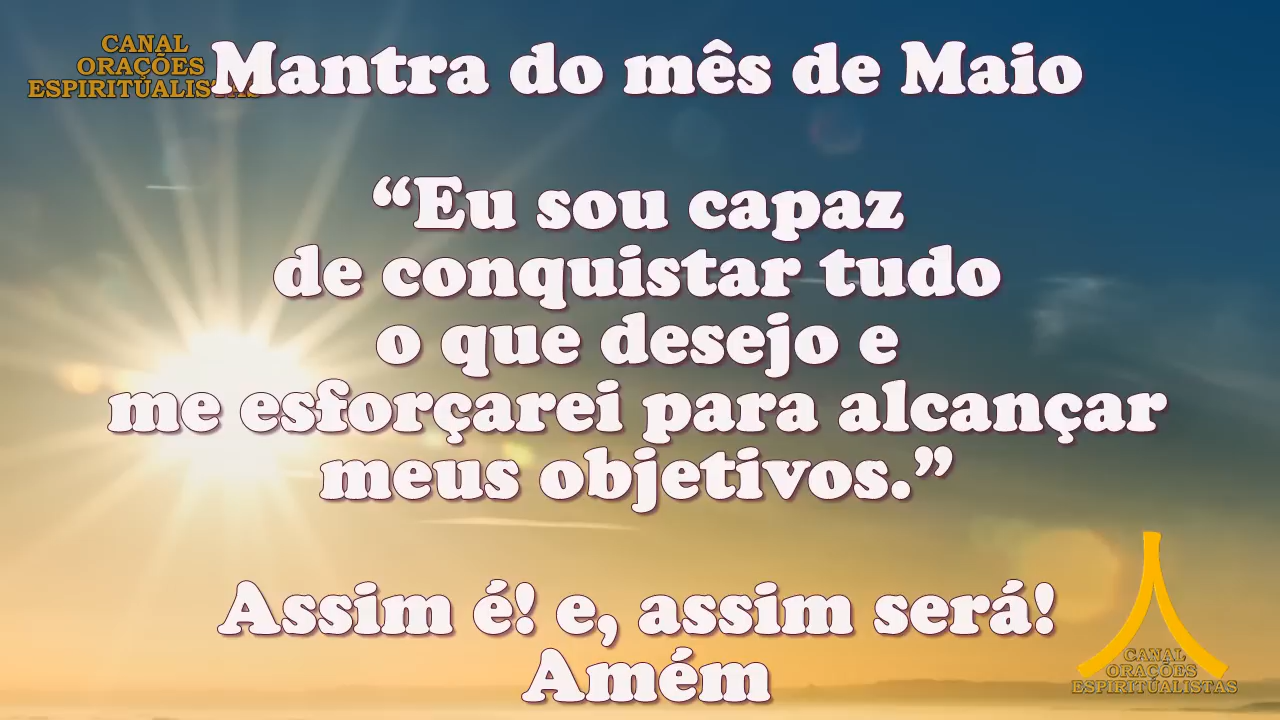 CANAL
ORAÇÕES
ESPIRITUALISTAS
Mantra do mês de Maio
“Eu sou capaz
de conquistar tudo
o que desejo e
me esforçarei para alcançar
meus objetivos.”
Assim é! e, assim será!
Amém
CANAL
ORAÇÕES
ESPIRITUALISTAS